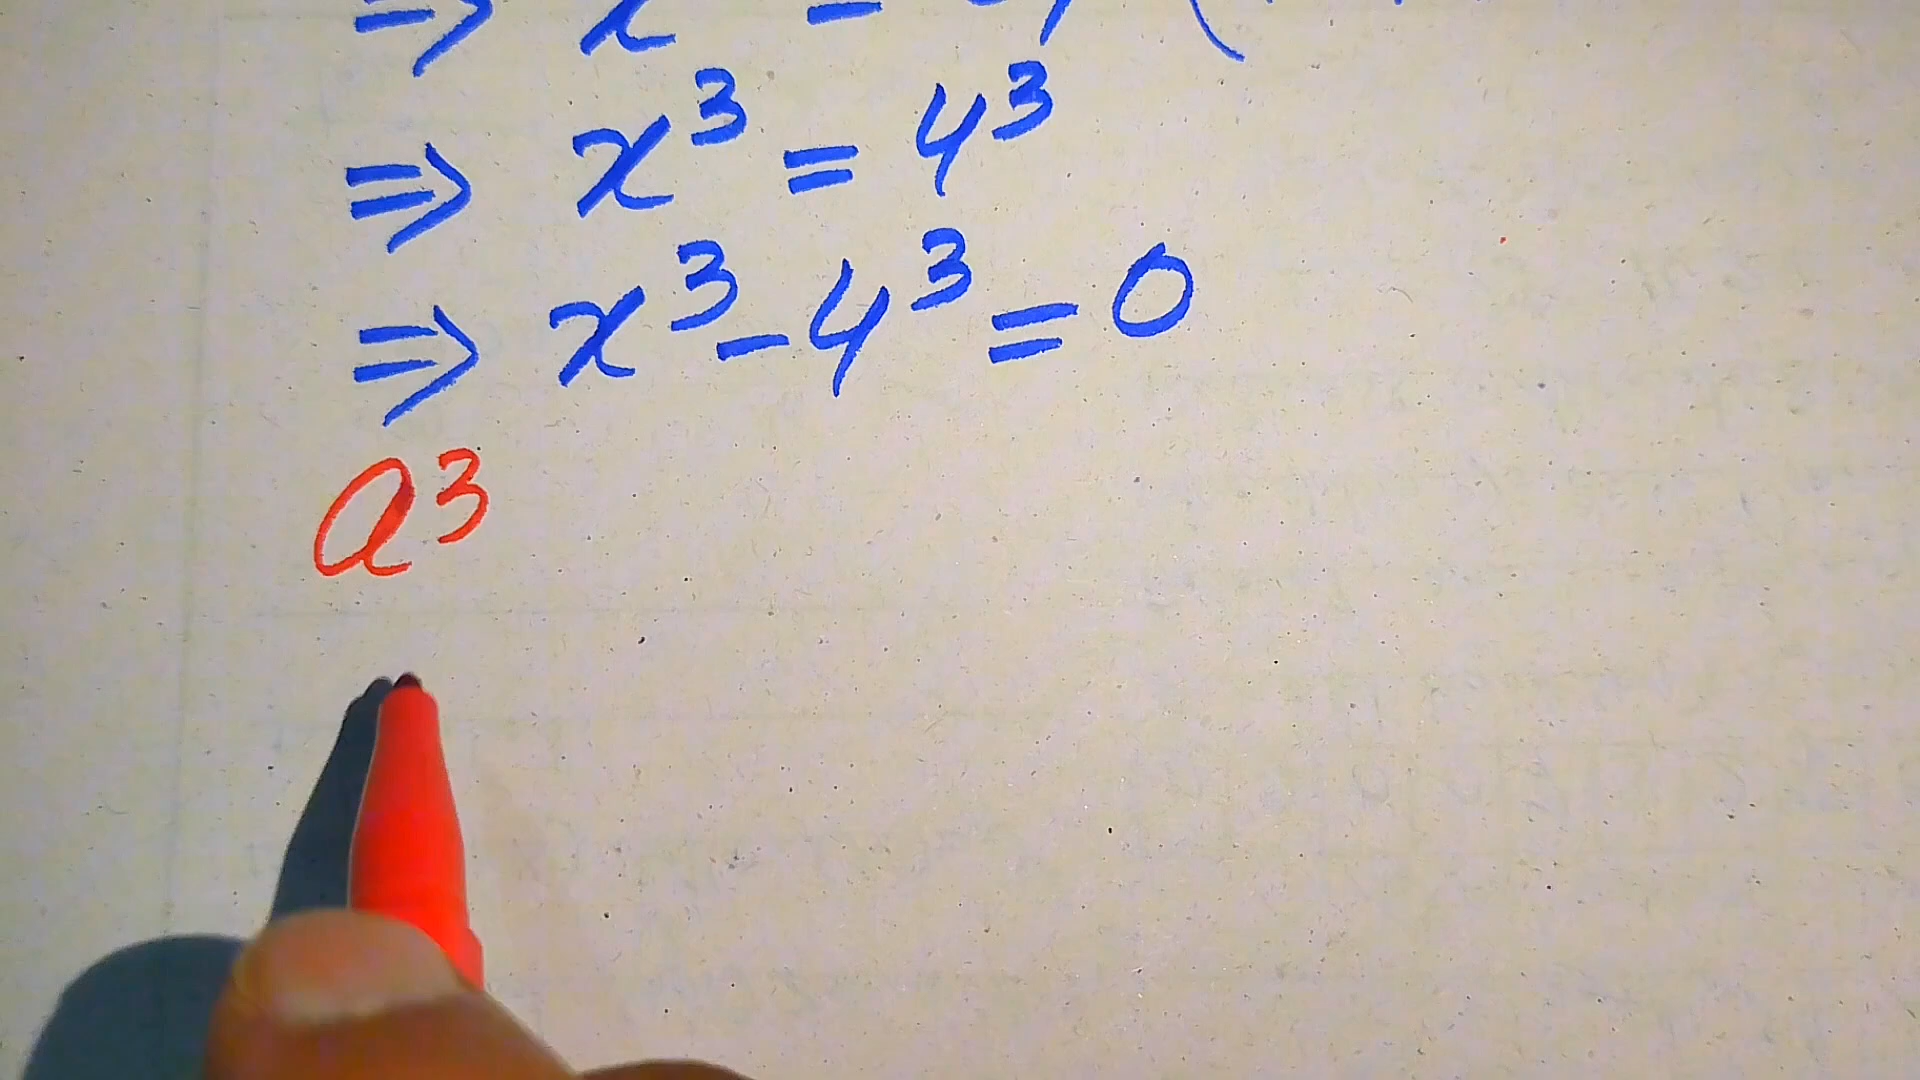 ⇒ x³ = 4³
⇒ x³ - 4³ = 0
a³